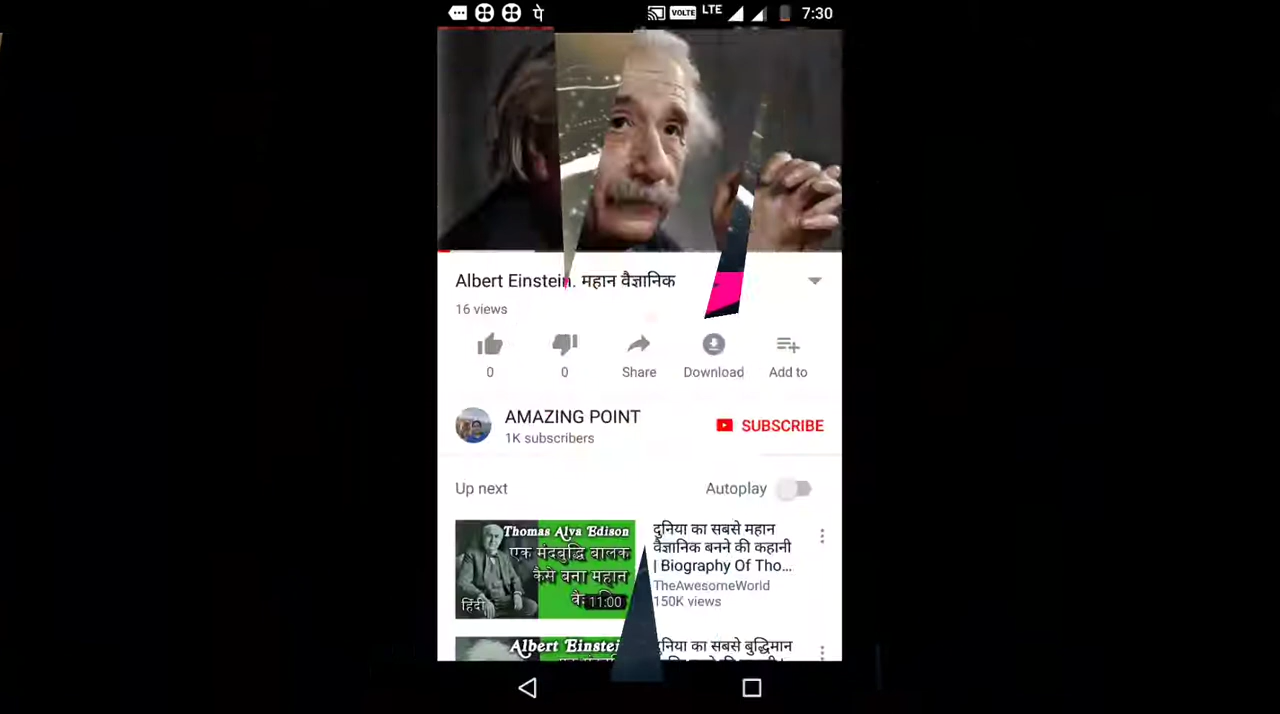 पे VOLTE LTE 7:30
Albert Einstein. महान वैज्ञानिक
16 views
0 0 Share Download Add to
AMAZING POINT
1K subscribers
SUBSCRIBE
Up next Autoplay
Thomas Alva Edison
एक मंदबुद्धि बालक
कैसे बना महान
हिंदी
11:00
दुनिया का सबसे महान
वैज्ञानिक बनने की कहानी
| Biography Of Tho...
TheAwesomeWorld
150K views
Albert Einstei
दुनिया का सबसे बुद्धिमान